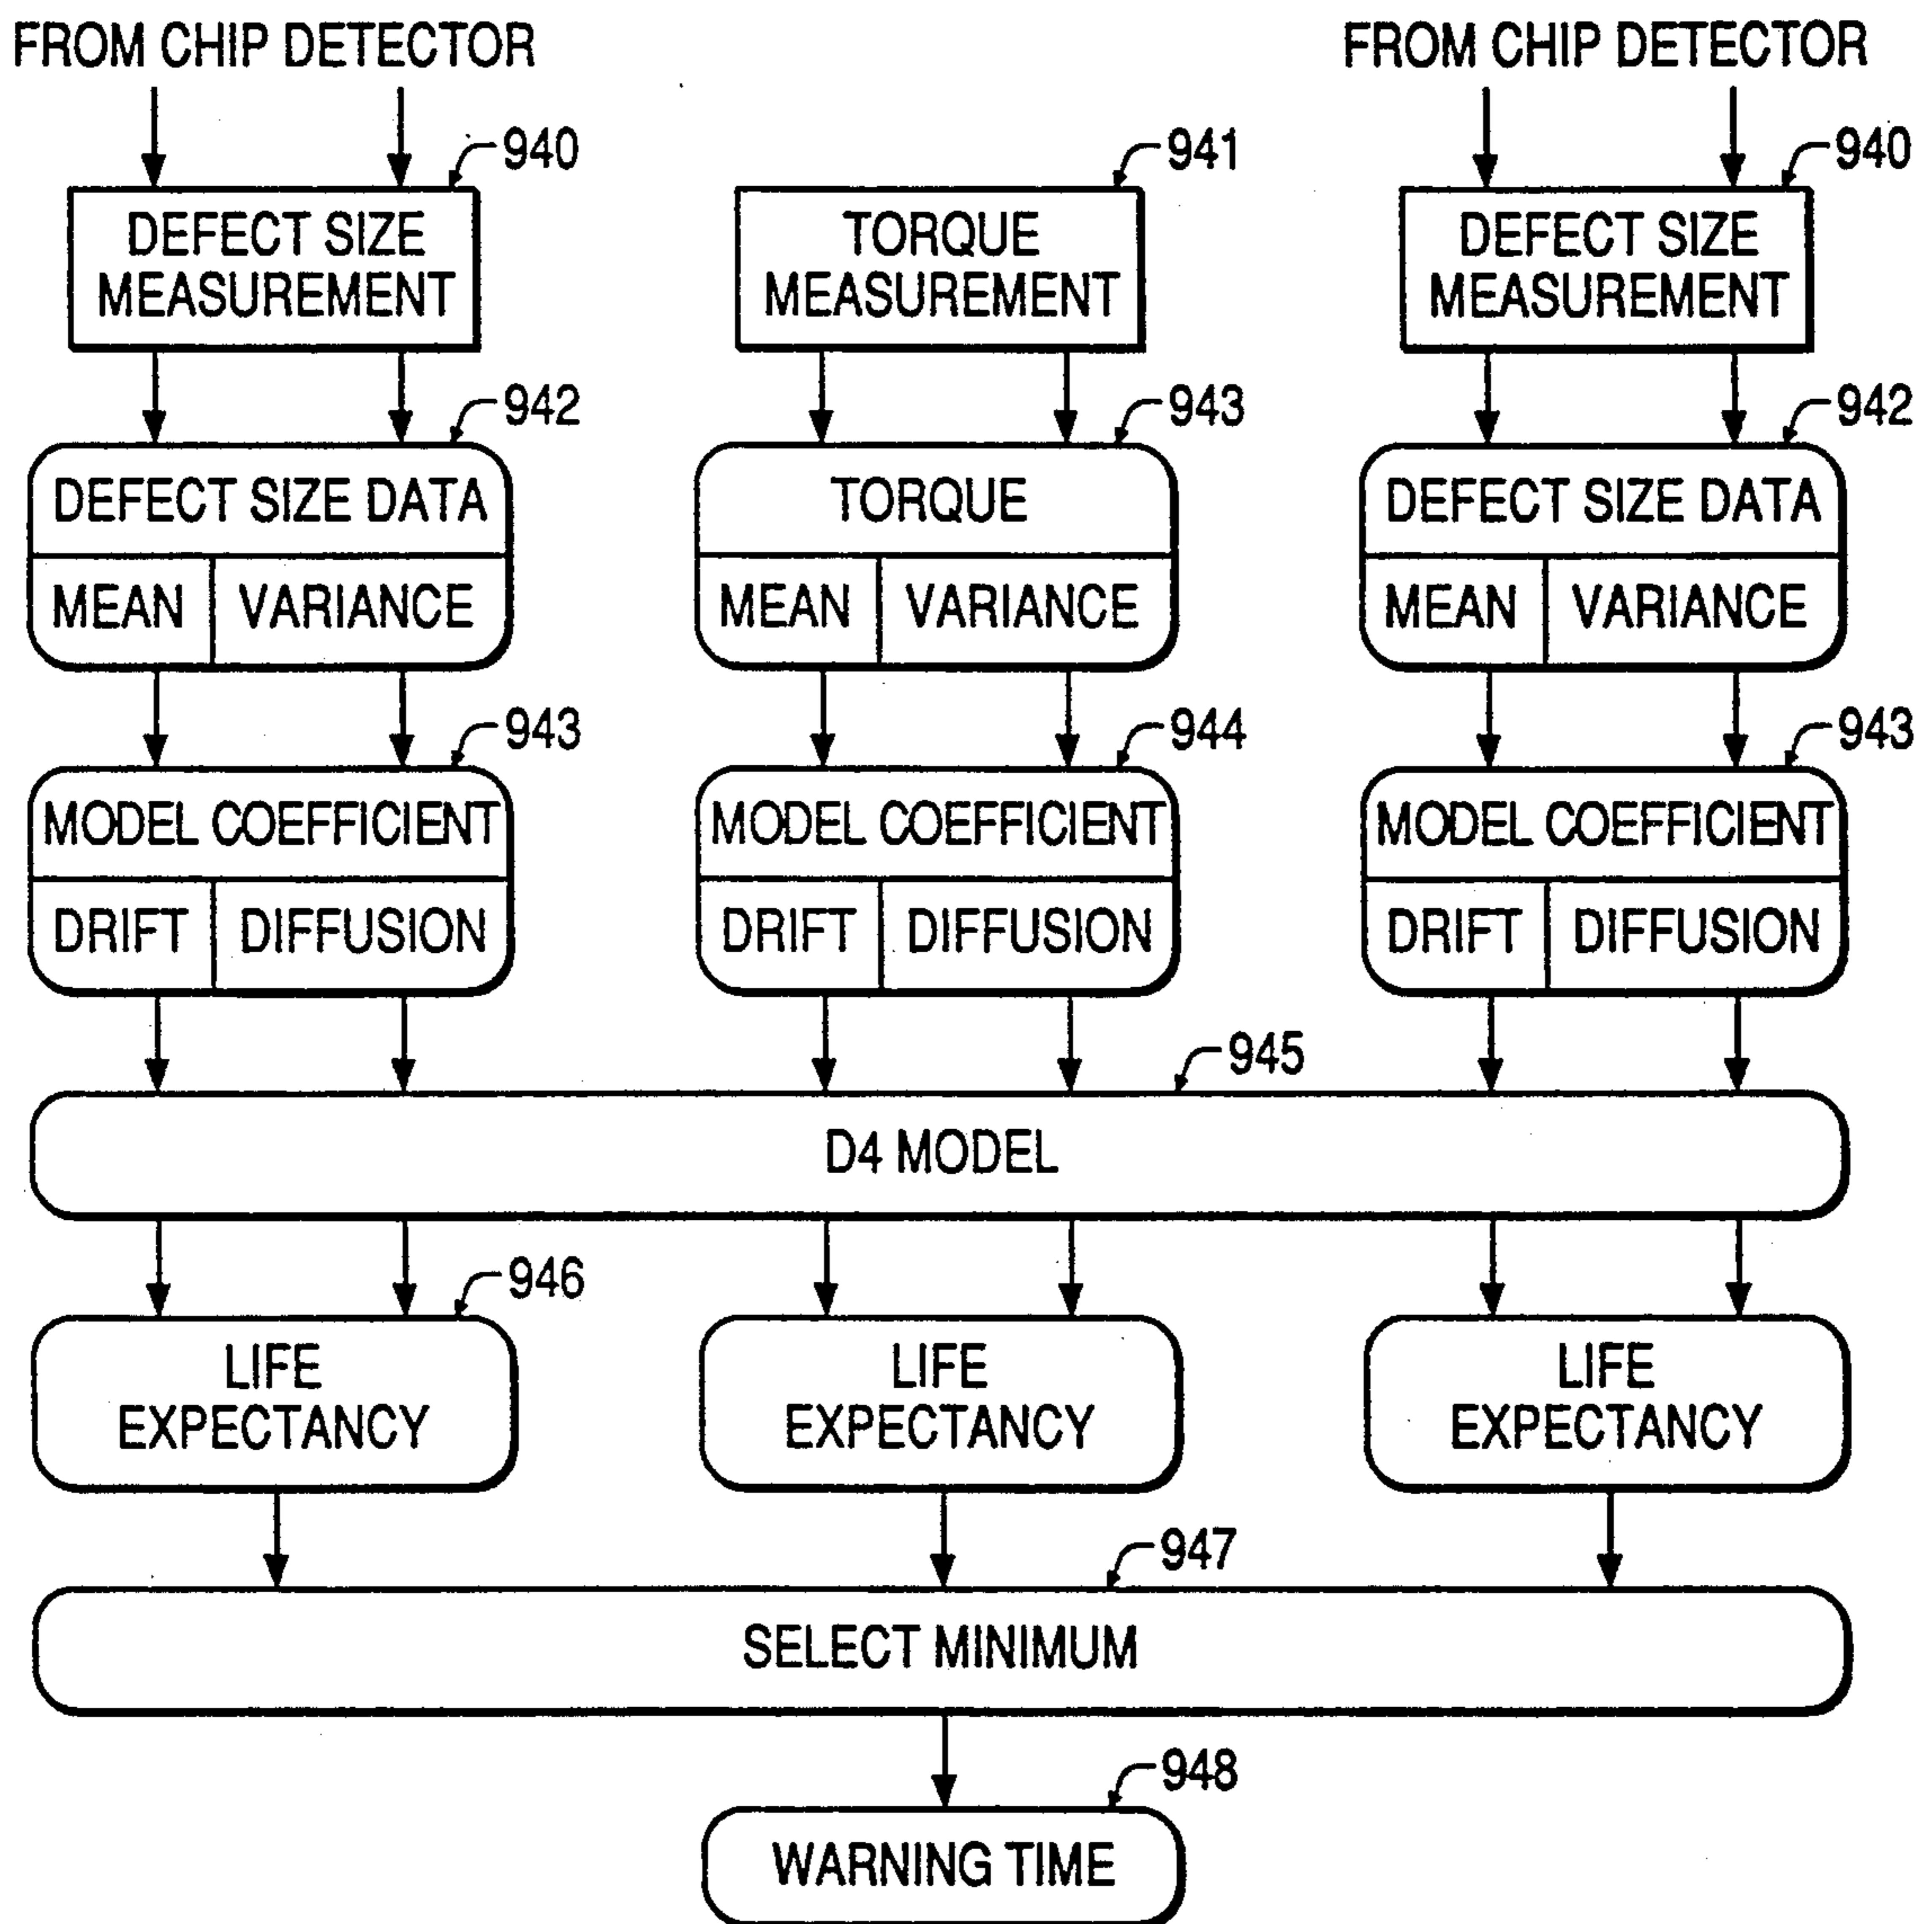 FROM CHIP DETECTOR
FROM CHIP DETECTOR
940
941
940
DEFECT SIZE
MEASUREMENT
TORQUE
MEASUREMENT
DEFECT SIZE
MEASUREMENT
942
943
942
DEFECT SIZE DATA
MEAN
VARIANCE
TORQUE
MEAN
VARIANCE
DEFECT SIZE DATA
MEAN
VARIANCE
943
944
943
MODEL COEFFICIENT
DRIFT
DIFFUSION
MODEL COEFFICIENT
DRIFT
DIFFUSION
MODEL COEFFICIENT
DRIFT
DIFFUSION
945
D4 MODEL
946
LIFE
EXPECTANCY
LIFE
EXPECTANCY
LIFE
EXPECTANCY
947
SELECT MINIMUM
948
WARNING TIME